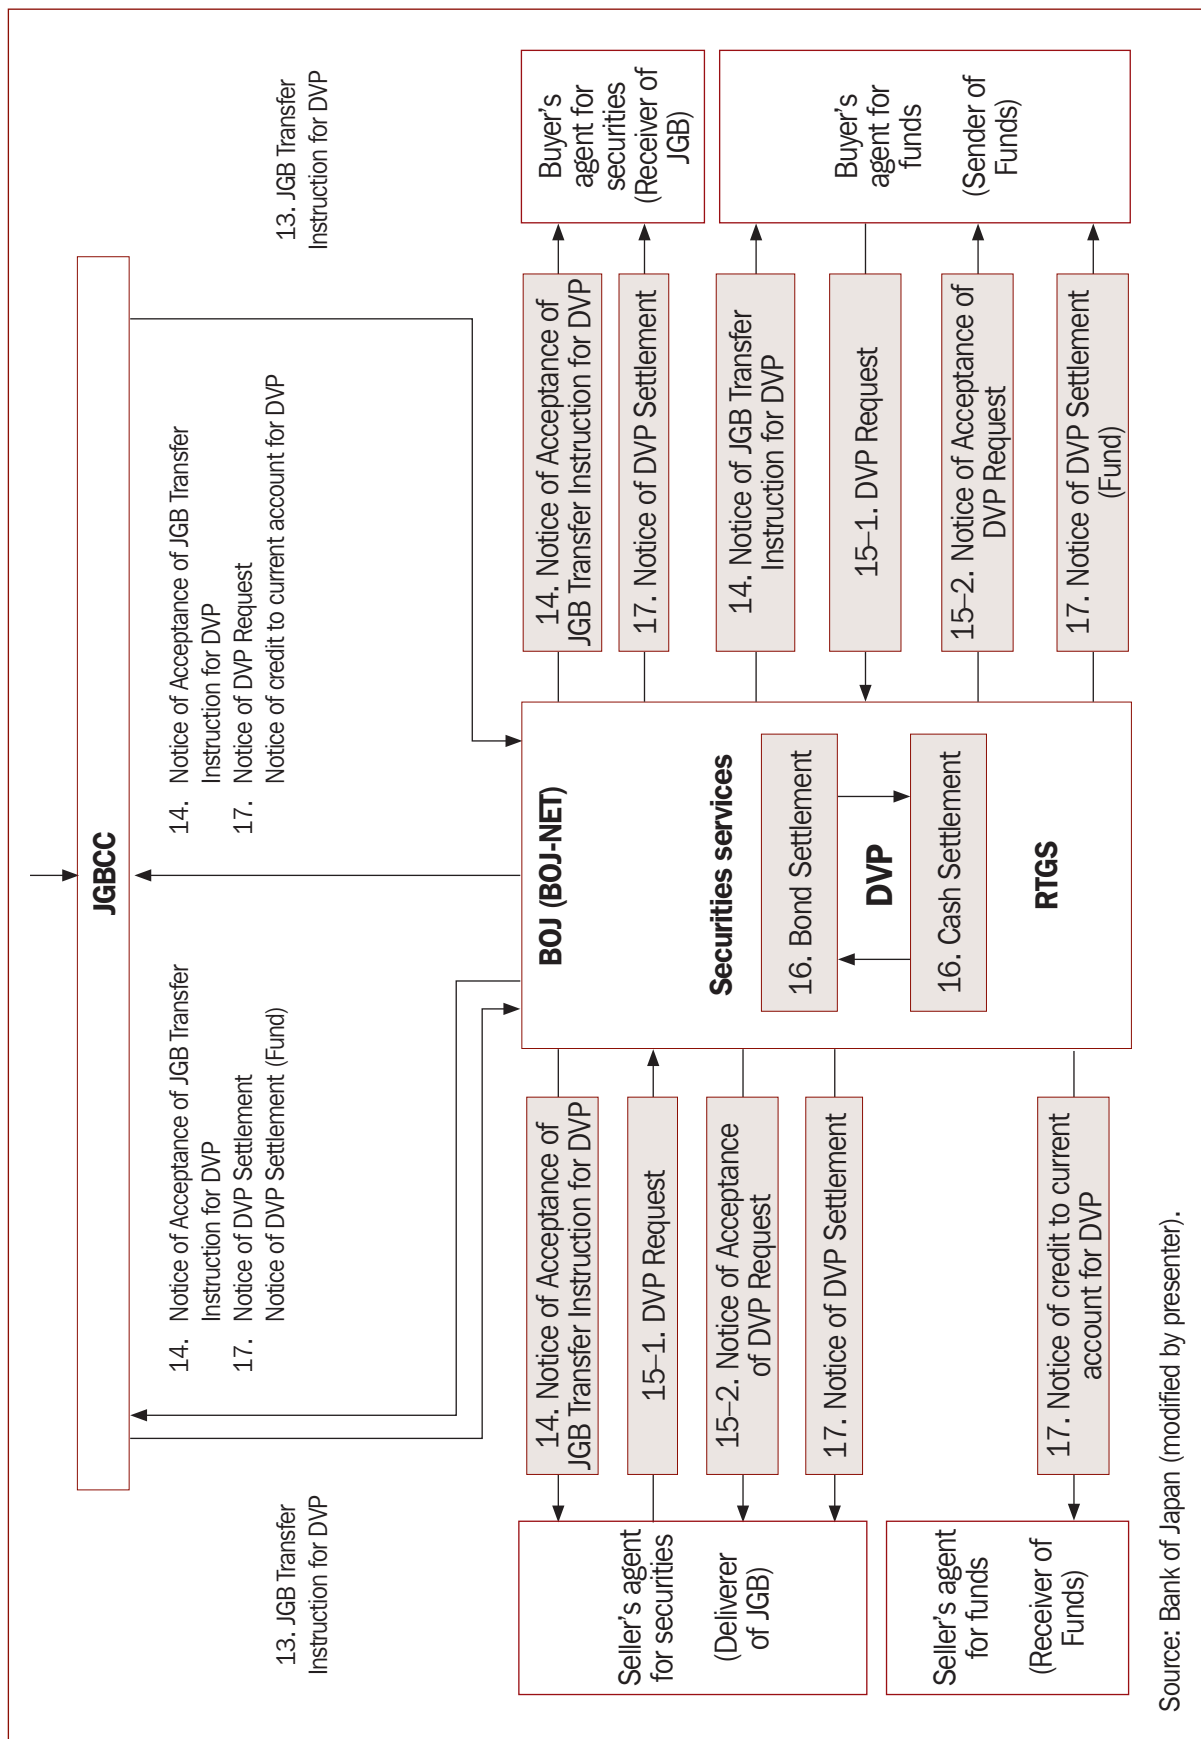 JGBCC
13. JGB Transfer
Instruction for DVP
14. Notice of Acceptance of JGB Transfer
Instruction for DVP
17. Notice of DVP Settlement
Notice of DVP Settlement (Fund)
14. Notice of Acceptance of JGB Transfer
Instruction for DVP
17. Notice of DVP Request
Notice of credit to current account for DVP
13. JGB Transfer
Instruction for DVP
Seller's agent
for securities
(Deliverer
of JGB)
14. Notice of Acceptance of
JGB Transfer Instruction for DVP
15–1. DVP Request
15–2. Notice of Acceptance
of DVP Request
17. Notice of DVP Settlement
Seller's agent
for funds
(Receiver of
Funds)
17. Notice of credit to current
account for DVP
BOJ (BOJ-NET)
Securities services
16. Bond Settlement
DVP
16. Cash Settlement
RTGS
14. Notice of Acceptance of
JGB Transfer Instruction for DVP
17. Notice of DVP Settlement
14. Notice of JGB Transfer
Instruction for DVP
15–1. DVP Request
15–2. Notice of Acceptance of
DVP Request
17. Notice of DVP Settlement
(Fund)
Buyer's
agent for
securities
(Receiver of
JGB)
Buyer's
agent for
funds
(Sender of
Funds)
Source: Bank of Japan (modified by presenter).